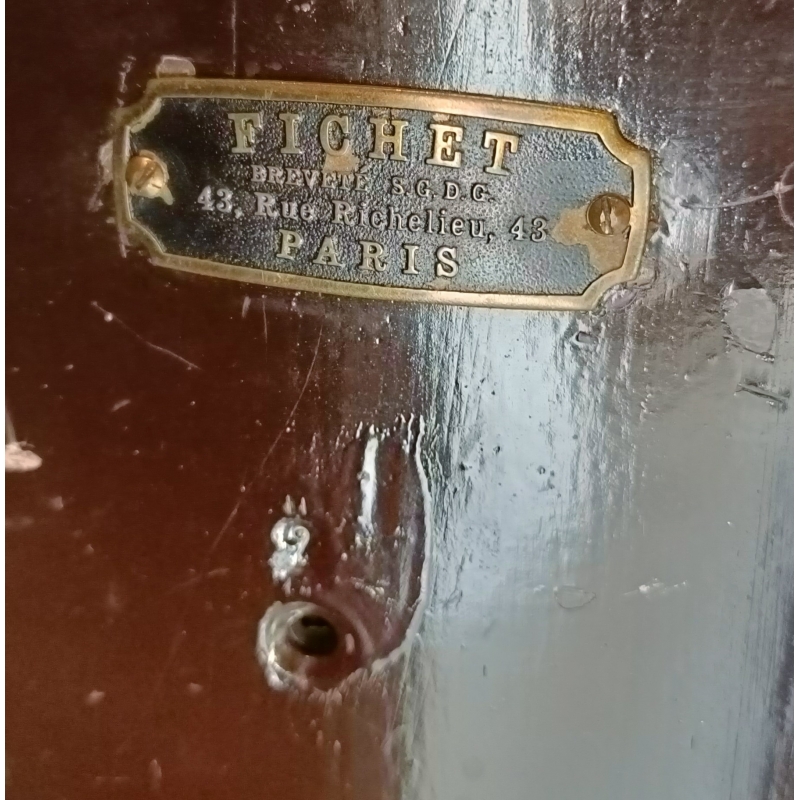 FICHET
BREVETÉ S.G.D.G.
43, Rue Richelieu, 43
PARIS